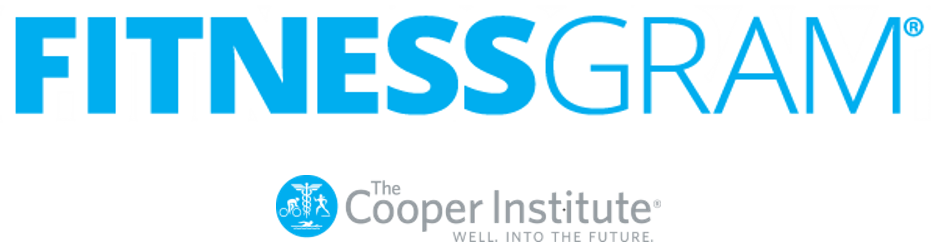 FITNESSGRAM®
The
Cooper Institute®
WELL. INTO THE FUTURE.